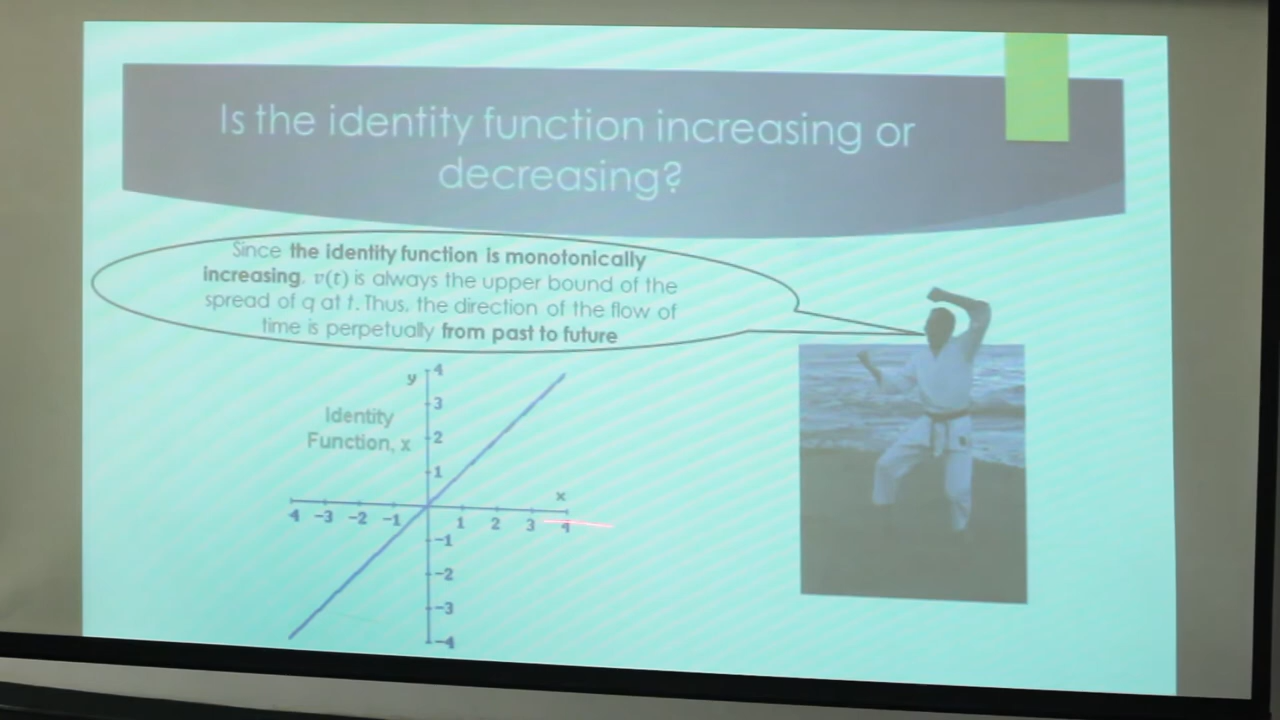 Is the identity function increasing or
decreasing?
Since the identity function is monotonically
increasing, v(t) is always the upper bound of the
spread of q at t. Thus, the direction of the flow of
time is perpetually from past to future
Identity
Function, x
y
4
3
2
1
x
4 -3 -2 -1 1 2 3 4
-1
-2
-3
-4